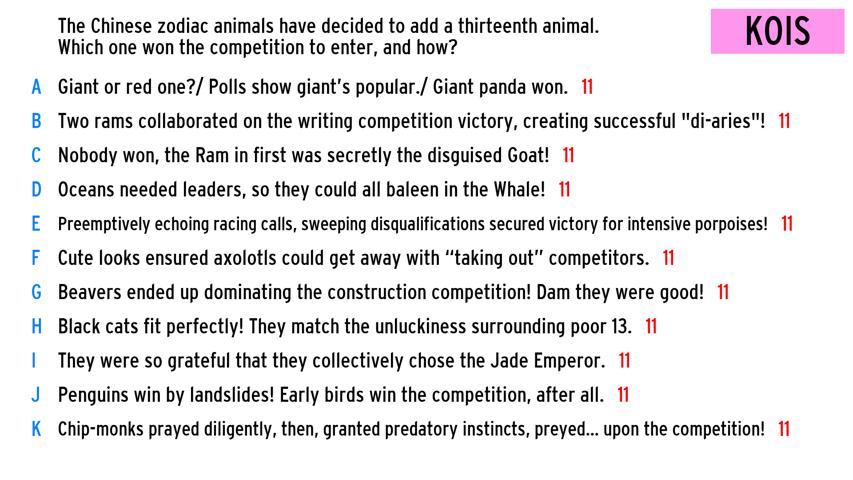 The Chinese zodiac animals have decided to add a thirteenth animal.
Which one won the competition to enter, and how?
KOIS
A Giant or red one?/ Polls show giant's popular./ Giant panda won. 11
B Two rams collaborated on the writing competition victory, creating successful "di-aries"! 11
C Nobody won, the Ram in first was secretly the disguised Goat! 11
D Oceans needed leaders, so they could all baleen in the Whale! 11
E Preemptively echoing racing calls, sweeping disqualifications secured victory for intensive porpoises! 11
F Cute looks ensured axolotls could get away with “taking out” competitors. 11
G Beavers ended up dominating the construction competition! Dam they were good! 11
H Black cats fit perfectly! They match the unluckiness surrounding poor 13. 11
I They were so grateful that they collectively chose the Jade Emperor. 11
J Penguins win by landslides! Early birds win the competition, after all. 11
K Chip-monks prayed diligently, then, granted predatory instincts, preyed... upon the competition! 11